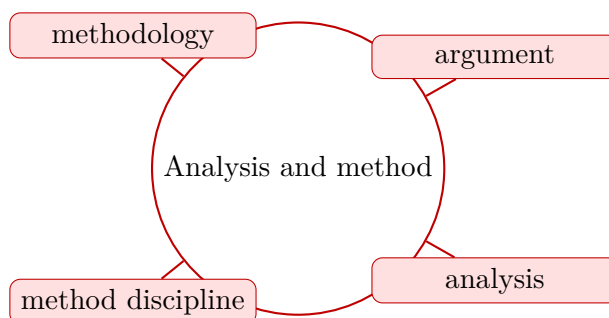 methodology
argument
Analysis and method
analysis
method discipline